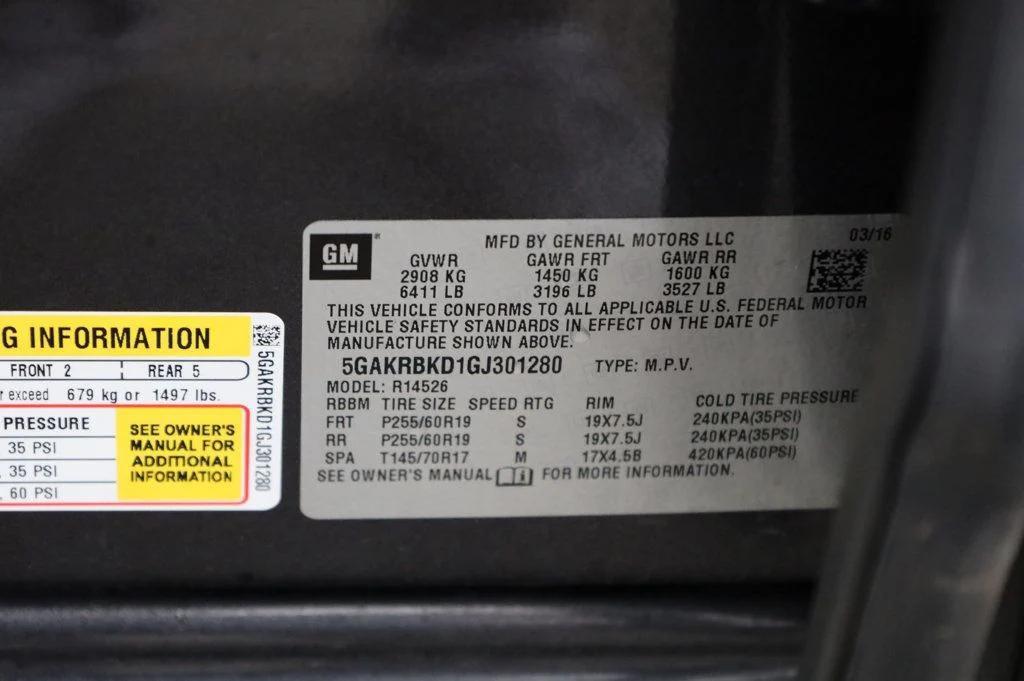 G INFORMATION
FRONT 2 REAR 5
exceed 679 kg or 1497 lbs.
PRESSURE
35 PSI
35 PSI
60 PSI
SEE OWNER'S
MANUAL FOR
ADDITIONAL
INFORMATION
5GAKRBKD1GJ301280
GM
MFD BY GENERAL MOTORS LLC 03/16
GVWR GAWR FRT GAWR RR
2908 KG 1450 KG 1600 KG
6411 LB 3196 LB 3527 LB
THIS VEHICLE CONFORMS TO ALL APPLICABLE U.S. FEDERAL MOTOR
VEHICLE SAFETY STANDARDS IN EFFECT ON THE DATE OF
MANUFACTURE SHOWN ABOVE.
5GAKRBKD1GJ301280 TYPE: M.P.V.
MODEL: R14526
RBBM TIRE SIZE SPEED RTG RIM COLD TIRE PRESSURE
FRT P255/60R19 S 19X7.5J 240KPA(35PSI)
RR P255/60R19 S 19X7.5J 240KPA(35PSI)
SPA T145/70R17 M 17X4.5B 420KPA(60PSI)
SEE OWNER'S MANUAL FOR MORE INFORMATION.